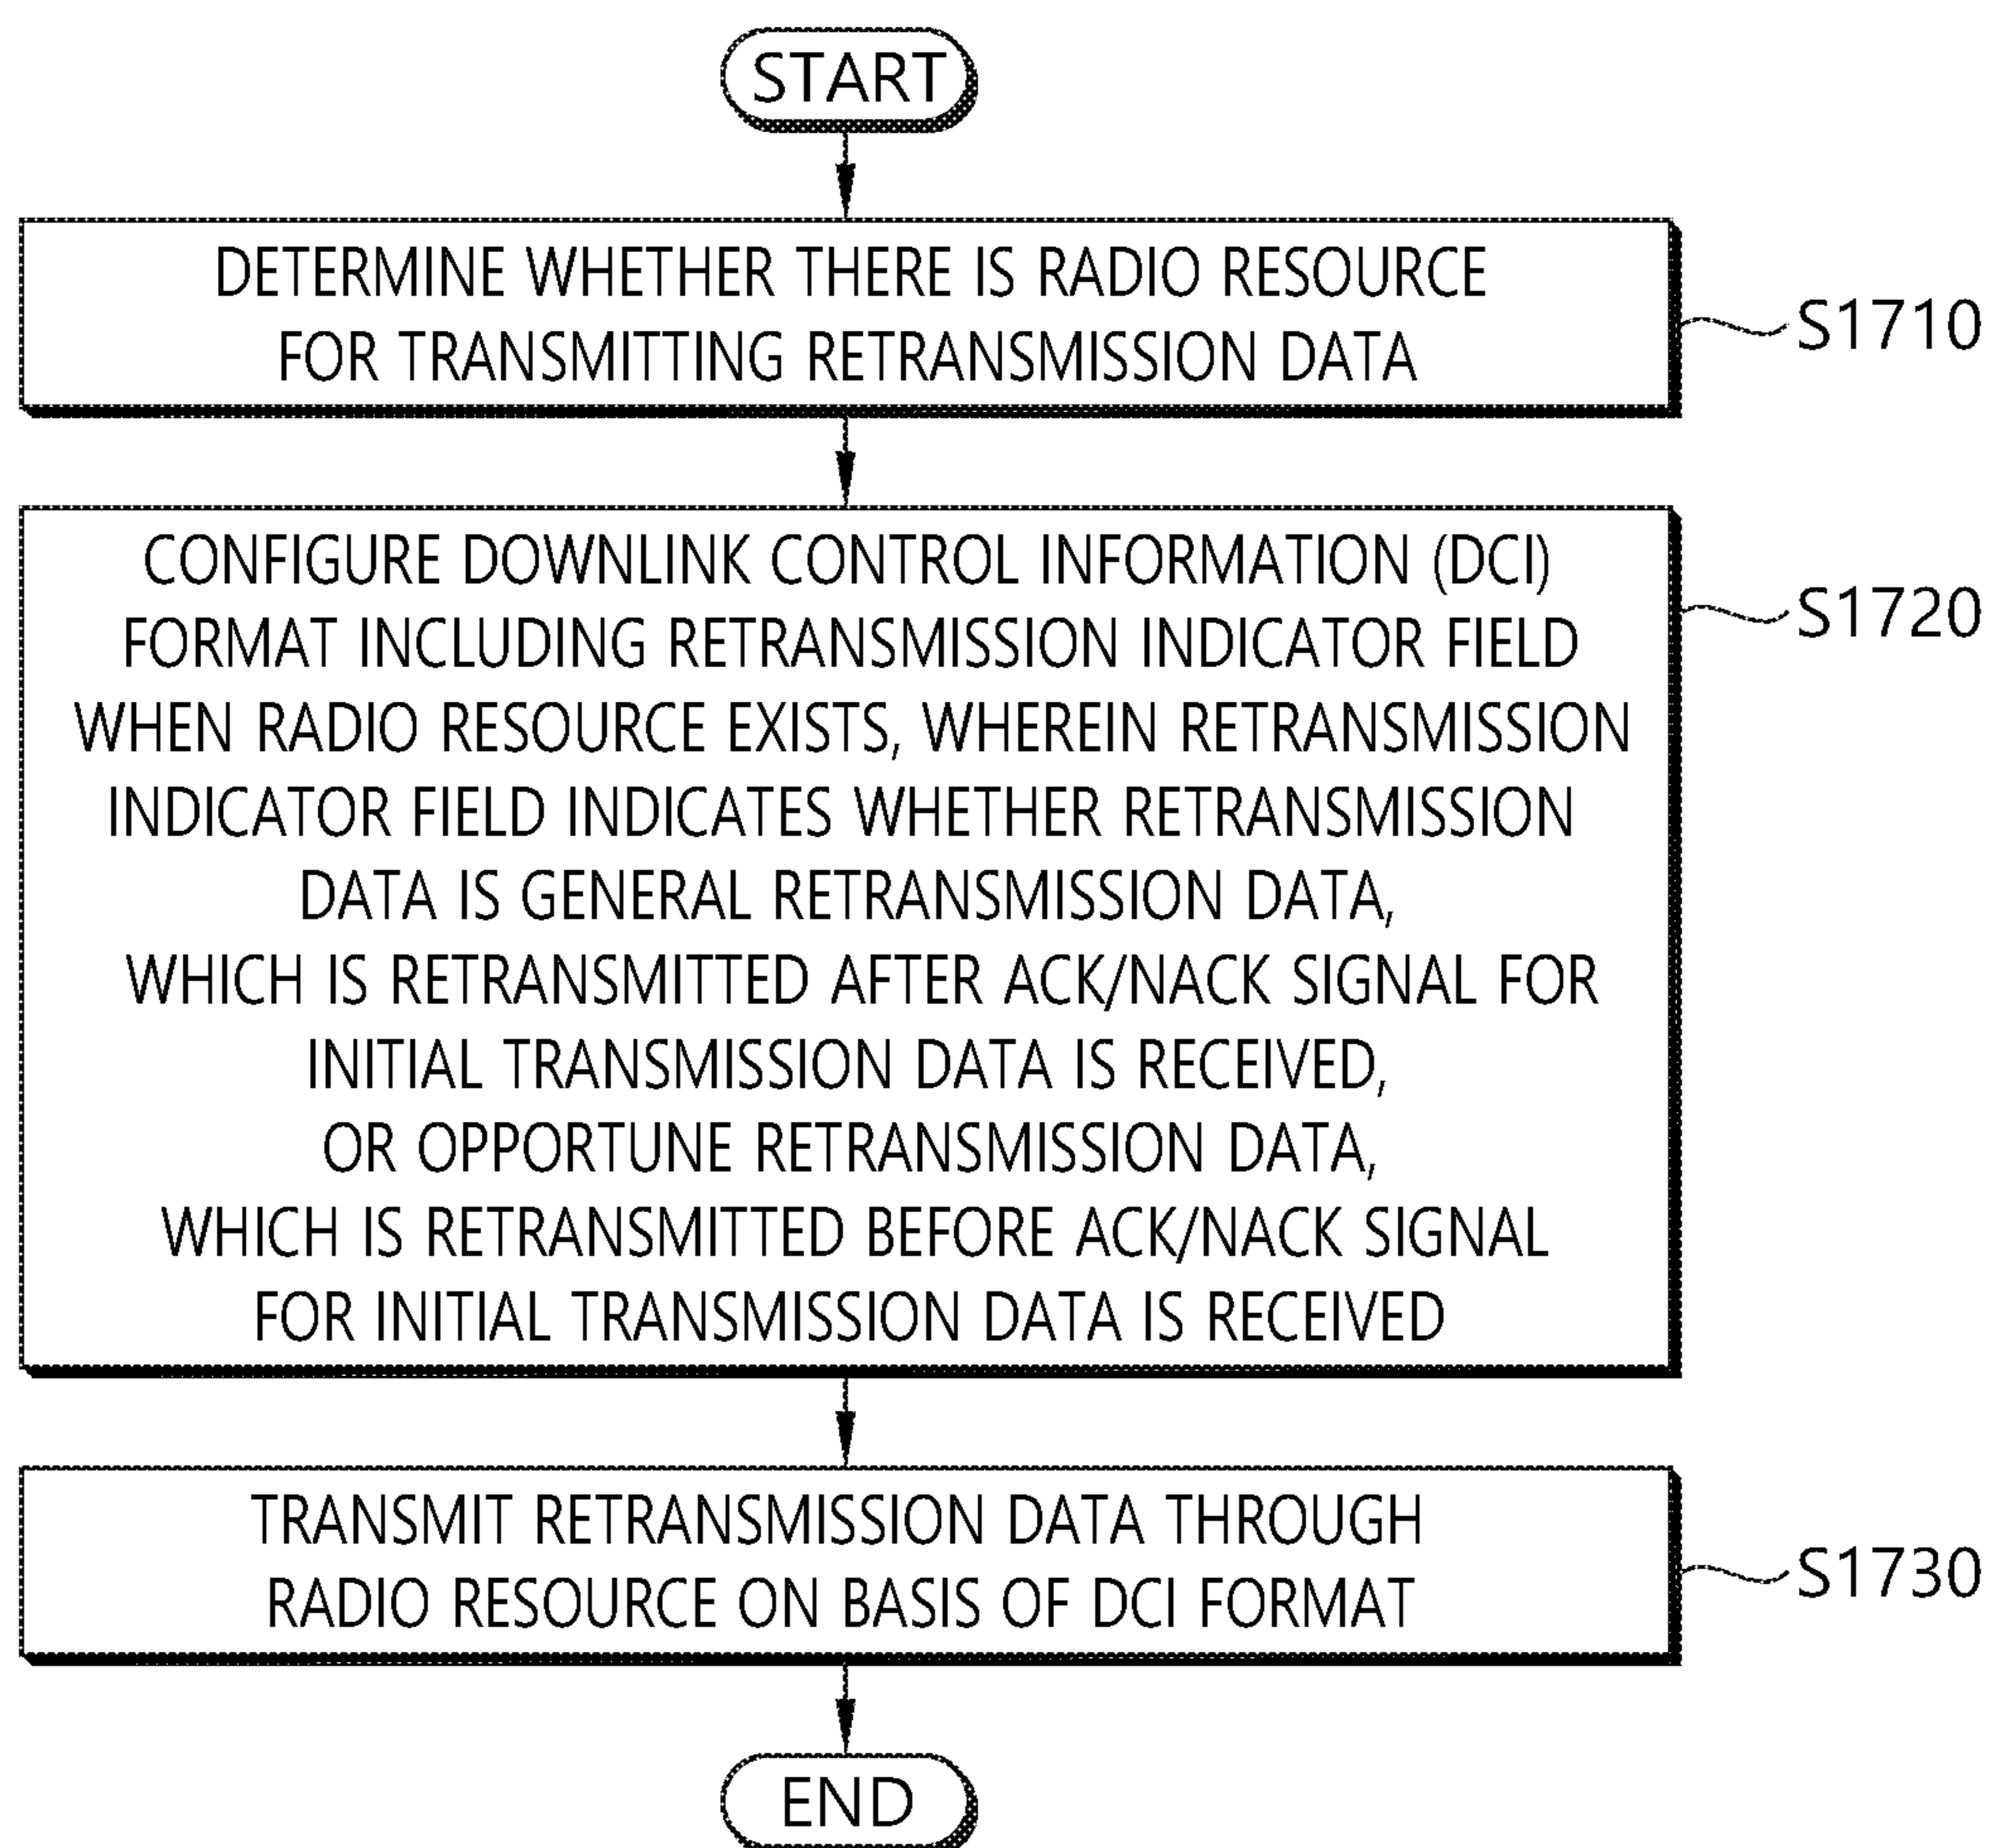 START
DETERMINE WHETHER THERE IS RADIO RESOURCE
FOR TRANSMITTING RETRANSMISSION DATA
S1710
CONFIGURE DOWNLINK CONTROL INFORMATION (DCI)
FORMAT INCLUDING RETRANSMISSION INDICATOR FIELD
WHEN RADIO RESOURCE EXISTS, WHEREIN RETRANSMISSION
INDICATOR FIELD INDICATES WHETHER RETRANSMISSION
DATA IS GENERAL RETRANSMISSION DATA,
WHICH IS RETRANSMITTED AFTER ACK/NACK SIGNAL FOR
INITIAL TRANSMISSION DATA IS RECEIVED,
OR OPPORTUNE RETRANSMISSION DATA,
WHICH IS RETRANSMITTED BEFORE ACK/NACK SIGNAL
FOR INITIAL TRANSMISSION DATA IS RECEIVED
S1720
TRANSMIT RETRANSMISSION DATA THROUGH
RADIO RESOURCE ON BASIS OF DCI FORMAT
S1730
END